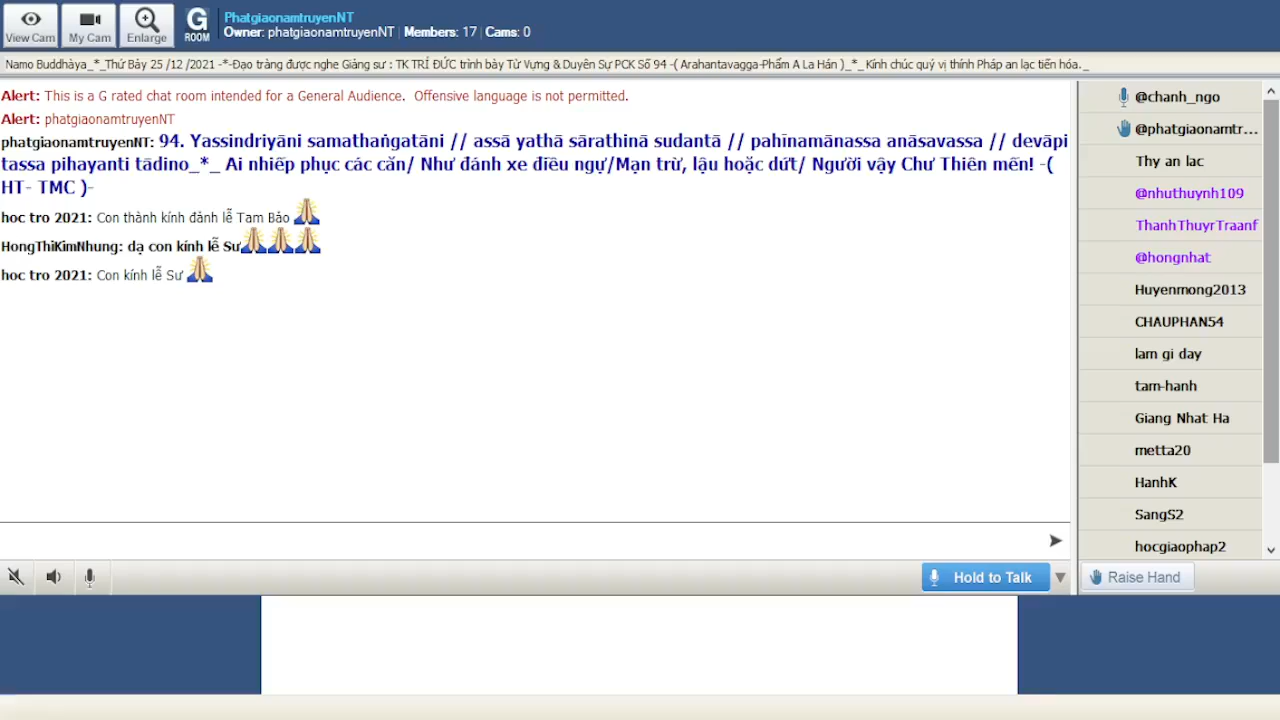 View Cam
My Cam
Enlarge
G
ROOM
PhatgiaonamtruyenNT
Owner: phatgiaonamtruyenNT | Members: 17 | Cams: 0
Namo Buddhàya_*_Thứ Bảy 25 /12 /2021 -*-Đạo tràng được nghe Giảng sư : TK TRÍ ĐỨC trình bày Từ Vựng & Duyên Sự PCK Số 94 -( Arahantavagga-Phẩm A La Hán )_*_ Kính chúc quý vị thính Pháp an lạc tiến hóa._
Alert: This is a G rated chat room intended for a General Audience. Offensive language is not permitted.
Alert: phatgiaonamtruyenNT
phatgiaonamtruyenNT: 94. Yassindriyāni samathaṅgatāni // assā yathā sārathinā sudantā // pahīnamānassa anāsavassa // devāpi
tassa pihayanti tādino_*_ Ai nhiếp phục các căn/ Như đánh xe điều ngự/Mạn trừ, lậu hoặc dứt/ Người vậy Chư Thiên mến! -(
HT- TMC )-
hoc tro 2021: Con thành kính đảnh lễ Tam Bảo
HongThiKimNhung: dạ con kính lễ Sư
hoc tro 2021: Con kính lễ Sư
@chanh_ngo
@phatgiaonamtr...
Thy an lac
@nhuthuynh109
ThanhThuyrTraanf
@hongnhat
Huyenmong2013
CHAUPHAN54
lam gi day
tam-hanh
Giang Nhat Ha
metta20
HanhK
SangS2
hocgiaophap2
Hold to Talk
Raise Hand